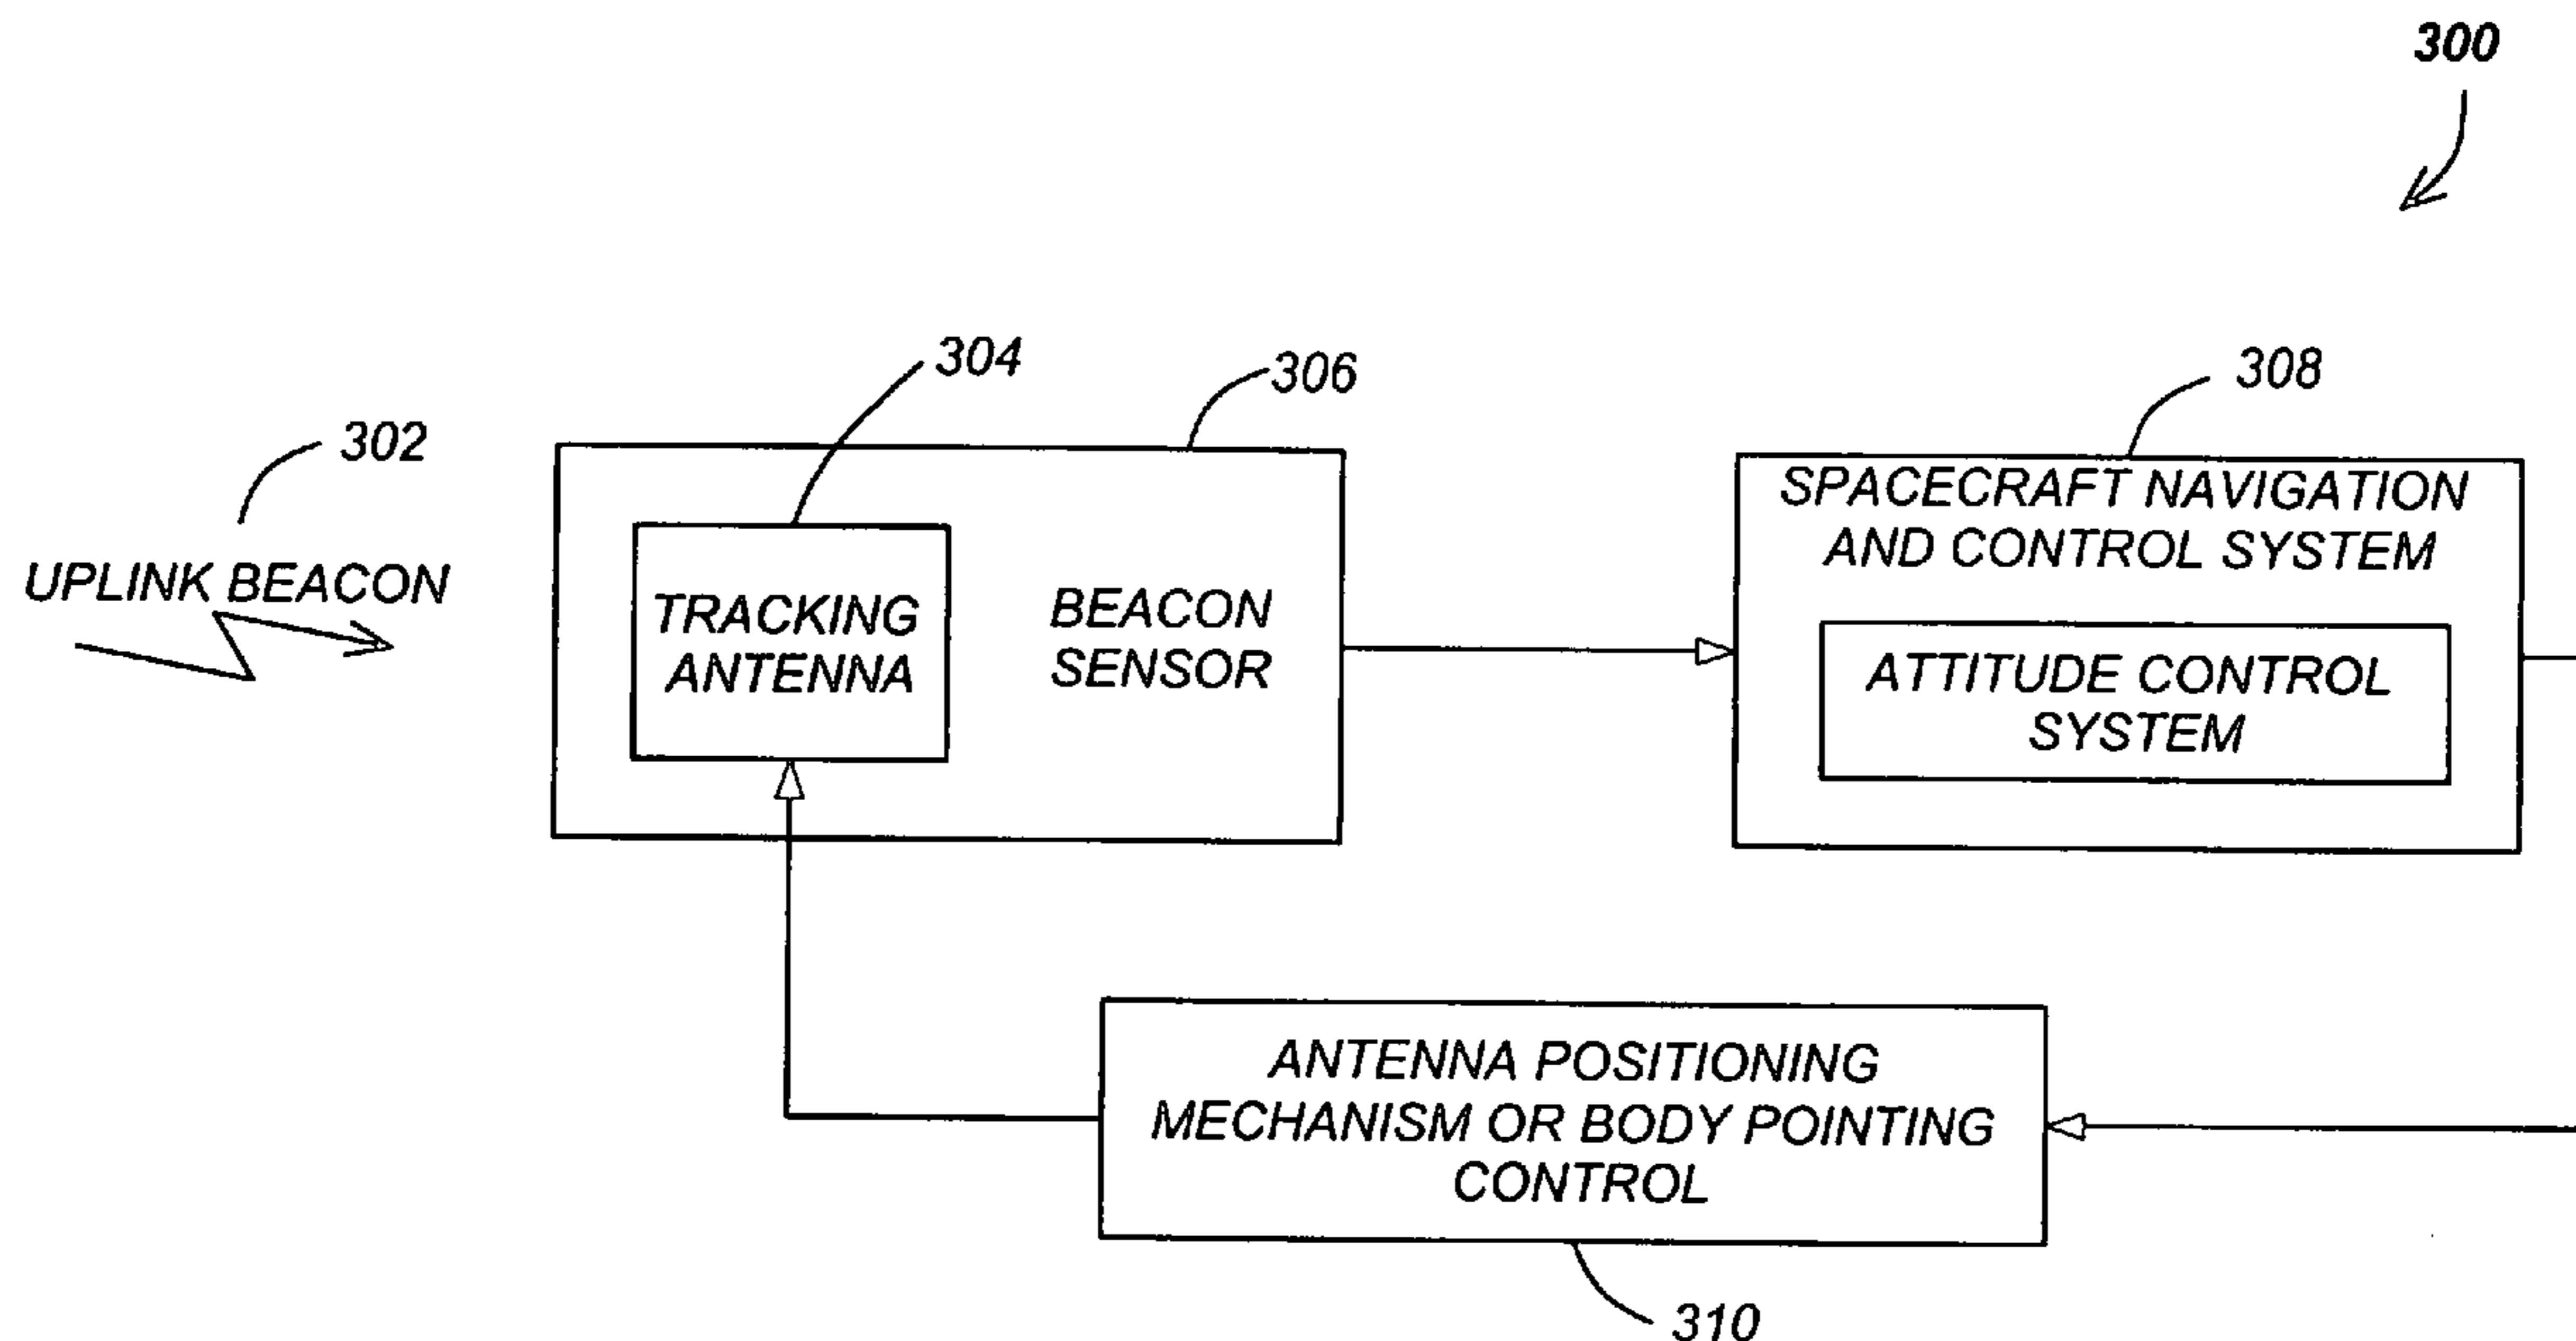 300
304
306
308
302
UPLINK BEACON
TRACKING
ANTENNA
BEACON
SENSOR
SPACECRAFT NAVIGATION
AND CONTROL SYSTEM
ATTITUDE CONTROL
SYSTEM
ANTENNA POSITIONING
MECHANISM OR BODY POINTING
CONTROL
310